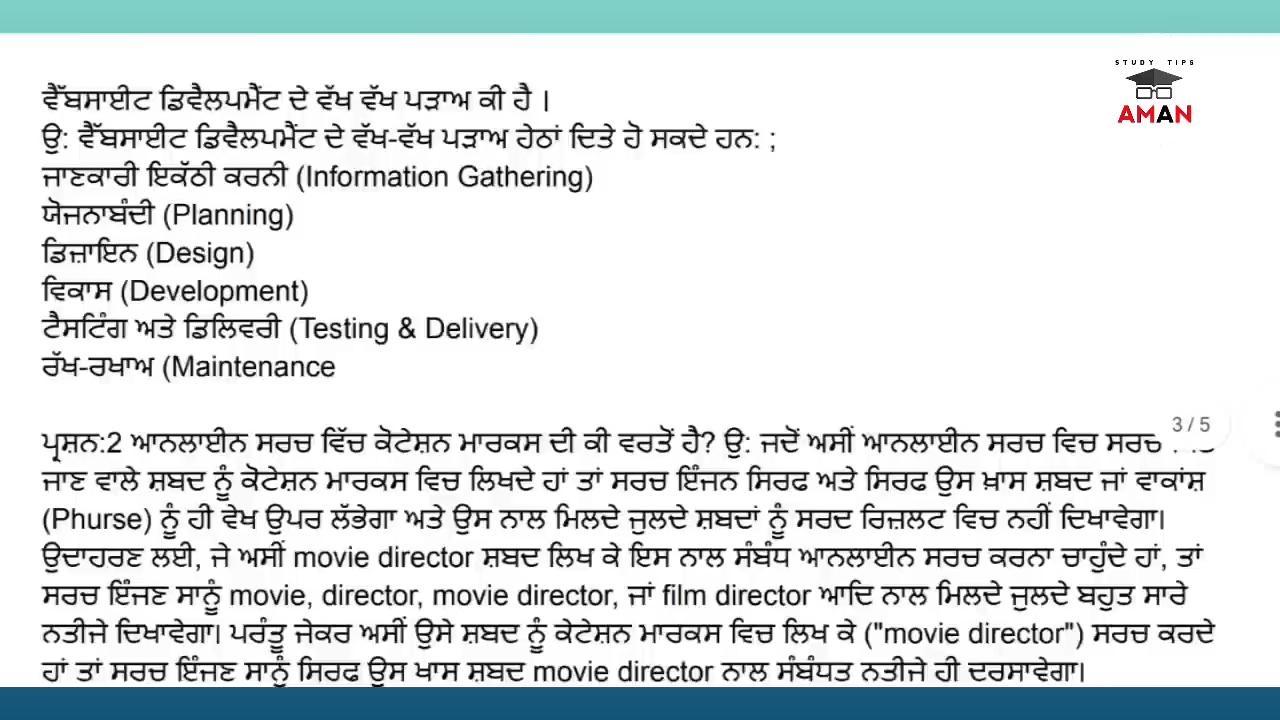 STUDY TIPS
AMAN
ਵੈੱਬਸਾਈਟ ਡਿਵੈਲਪਮੈਂਟ ਦੇ ਵੱਖ ਵੱਖ ਪੜਾਅ ਕੀ ਹੈ ।
ਉ: ਵੈੱਬਸਾਈਟ ਡਿਵੈਲਪਮੈਂਟ ਦੇ ਵੱਖ-ਵੱਖ ਪੜਾਅ ਹੇਠਾਂ ਦਿਤੇ ਹੋ ਸਕਦੇ ਹਨ: ;
ਜਾਣਕਾਰੀ ਇਕੱਠੀ ਕਰਨੀ (Information Gathering)
ਯੋਜਨਾਬੰਦੀ (Planning)
ਡਿਜ਼ਾਇਨ (Design)
ਵਿਕਾਸ (Development)
ਟੈਸਟਿੰਗ ਅਤੇ ਡਿਲਿਵਰੀ (Testing & Delivery)
ਰੱਖ-ਰਖਾਅ (Maintenance
3 / 5
ਪ੍ਰਸ਼ਨ:2 ਆਨਲਾਈਨ ਸਰਚ ਵਿੱਚ ਕੋਟੇਸ਼ਨ ਮਾਰਕਸ ਦੀ ਕੀ ਵਰਤੋਂ ਹੈ? ਉ: ਜਦੋਂ ਅਸੀਂ ਆਨਲਾਈਨ ਸਰਚ ਵਿਚ ਸਰਚ
ਜਾਣ ਵਾਲੇ ਸ਼ਬਦ ਨੂੰ ਕੋਟੇਸ਼ਨ ਮਾਰਕਸ ਵਿਚ ਲਿਖਦੇ ਹਾਂ ਤਾਂ ਸਰਚ ਇੰਜਨ ਸਿਰਫ ਅਤੇ ਸਿਰਫ ਉਸ ਖ਼ਾਸ ਸ਼ਬਦ ਜਾਂ ਵਾਕਾਂਸ਼
(Phurse) ਨੂੰ ਹੀ ਵੇਖ ਉਪਰ ਲੱਭੇਗਾ ਅਤੇ ਉਸ ਨਾਲ ਮਿਲਦੇ ਜੁਲਦੇ ਸ਼ਬਦਾਂ ਨੂੰ ਸਰਦ ਰਿਜ਼ਲਟ ਵਿਚ ਨਹੀਂ ਦਿਖਾਵੇਗਾ।
ਉਦਾਹਰਣ ਲਈ, ਜੇ ਅਸੀਂ movie director ਸ਼ਬਦ ਲਿਖ ਕੇ ਇਸ ਨਾਲ ਸੰਬੰਧ ਆਨਲਾਈਨ ਸਰਚ ਕਰਨਾ ਚਾਹੁੰਦੇ ਹਾਂ, ਤਾਂ
ਸਰਚ ਇੰਜਣ ਸਾਨੂੰ movie, director, movie director, ਜਾਂ film director ਆਦਿ ਨਾਲ ਮਿਲਦੇ ਜੁਲਦੇ ਬਹੁਤ ਸਾਰੇ
ਨਤੀਜੇ ਦਿਖਾਵੇਗਾ। ਪਰੰਤੂ ਜੇਕਰ ਅਸੀਂ ਉਸੇ ਸ਼ਬਦ ਨੂੰ ਕੇਟੇਸ਼ਨ ਮਾਰਕਸ ਵਿਚ ਲਿਖ ਕੇ ("movie director") ਸਰਚ ਕਰਦੇ
ਹਾਂ ਤਾਂ ਸਰਚ ਇੰਜਣ ਸਾਨੂੰ ਸਿਰਫ ਉਸ ਖਾਸ ਸ਼ਬਦ movie director ਨਾਲ ਸੰਬੰਧਤ ਨਤੀਜੇ ਹੀ ਦਰਸਾਵੇਗਾ।